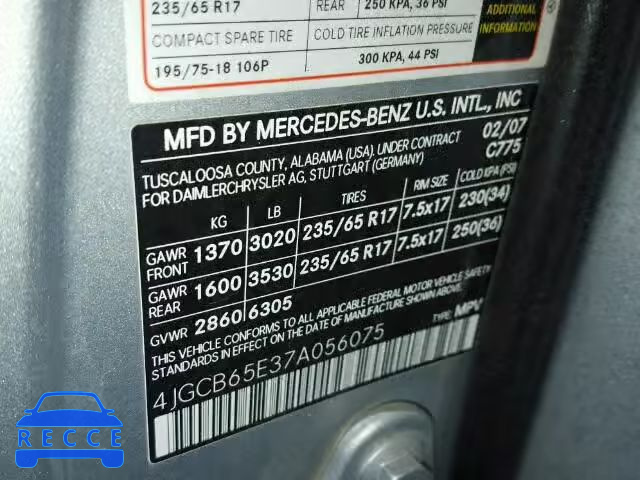 235/65 R17 REAR 250 KPA, 36 PSI
COMPACT SPARE TIRE COLD TIRE INFLATION PRESSURE
195/75-18 106P 300 KPA, 44 PSI
ADDITIONAL
INFORMATION
MFD BY MERCEDES-BENZ U.S. INTL., INC
TUSCALOOSA COUNTY, ALABAMA (USA), UNDER CONTRACT 02/07
FOR DAIMLERCHRYSLER AG, STUTTGART (GERMANY) C775
KG LB TIRES RIM SIZE COLD KPA (PSI)
GAWR FRONT 1370 3020 235/65 R17 7.5x17 230(34)
GAWR REAR 1600 3530 235/65 R17 7.5x17 250(36)
GVWR 2860 6305
THIS VEHICLE CONFORMS TO ALL APPLICABLE FEDERAL MOTOR VEHICLE SAFETY
IN EFFECT ON THE DATE OF MANUFACTURE SHOWN ABOVE.
4JGCB65E37A056075 TYPE: MPV
RECCE